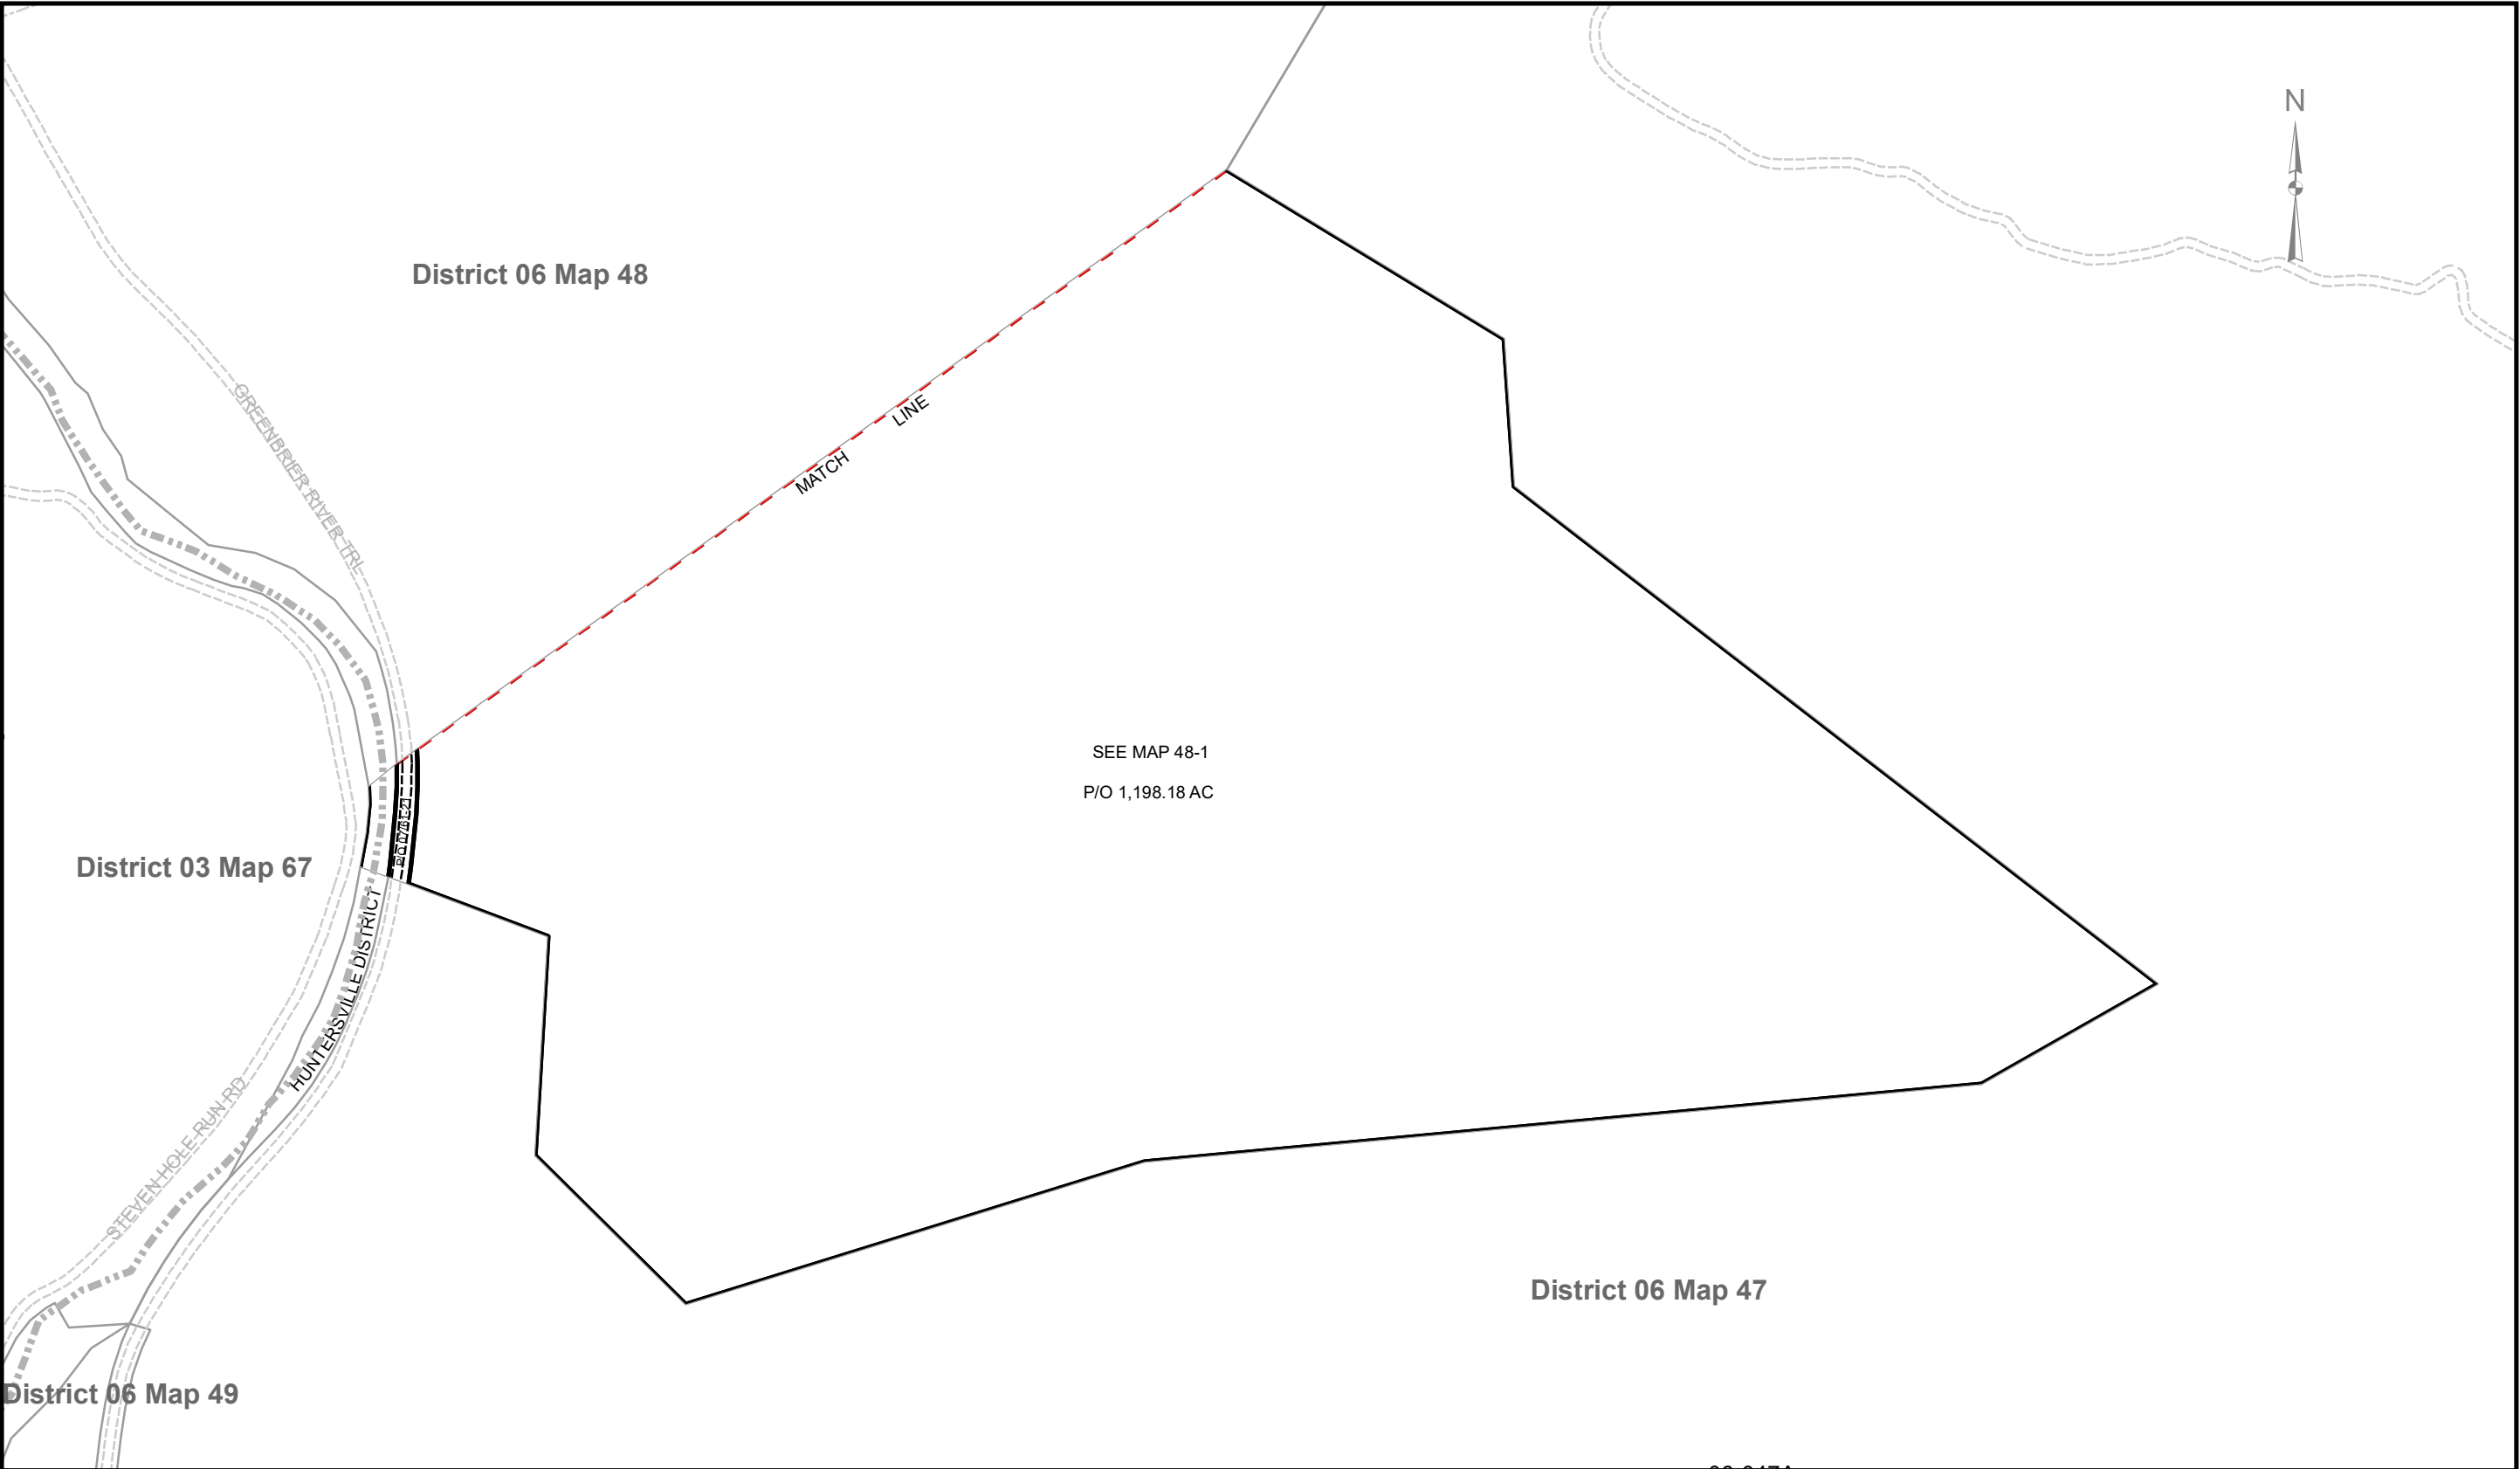 N
District 06 Map 48
GREENBRIER RIVER TRL
MATCH LINE
SEE MAP 48-1
P/O 1,198.18 AC
District 03 Map 67
HUNTERSVILLE DISTRICT
STEVEN HOLE RUN RD
District 06 Map 47
District 06 Map 49